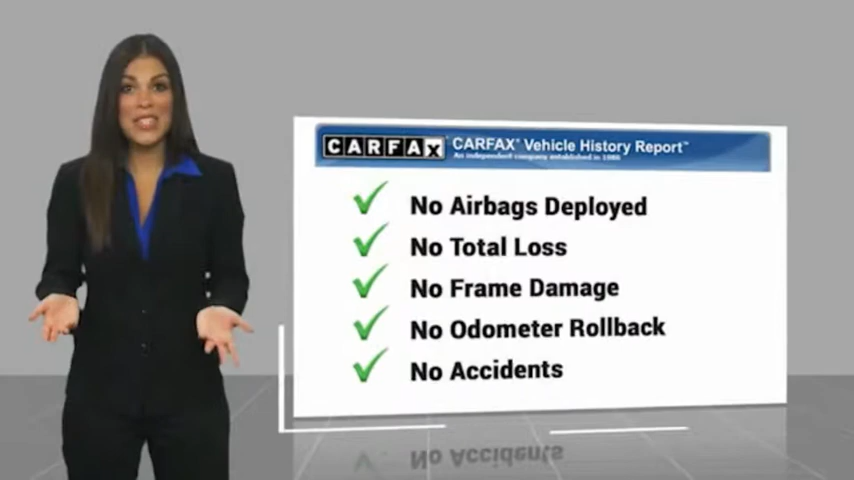 CARFAX CARFAX® Vehicle History Report™
An independent company established in 1986
No Airbags Deployed
No Total Loss
No Frame Damage
No Odometer Rollback
No Accidents
No Accidents